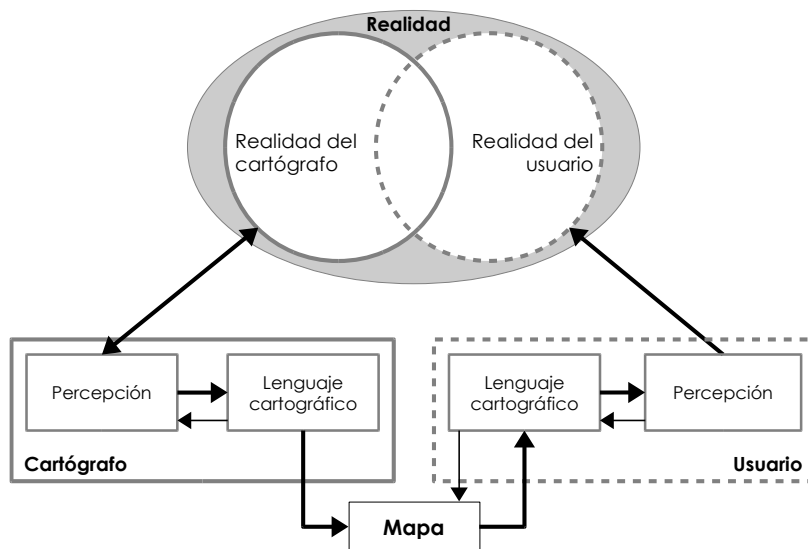 Realidad
Realidad del
cartógrafo
Realidad del
usuario
Percepción
Lenguaje
cartográfico
Cartógrafo
Lenguaje
cartográfico
Percepción
Usuario
Mapa